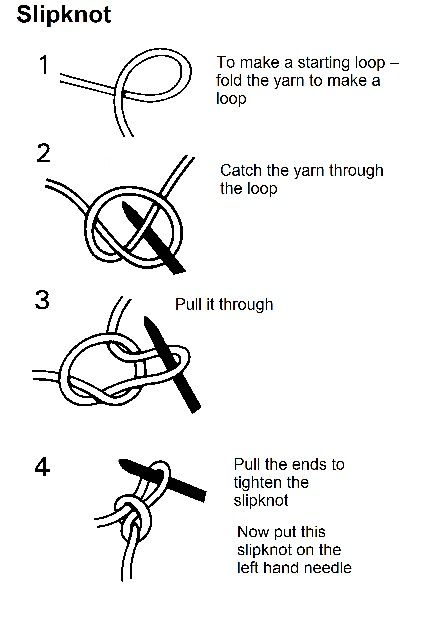 Slipknot
1
To make a starting loop –
fold the yarn to make a
loop
2
Catch the yarn through
the loop
3
Pull it through
4
Pull the ends to
tighten the
slipknot
Now put this
slipknot on the
left hand needle